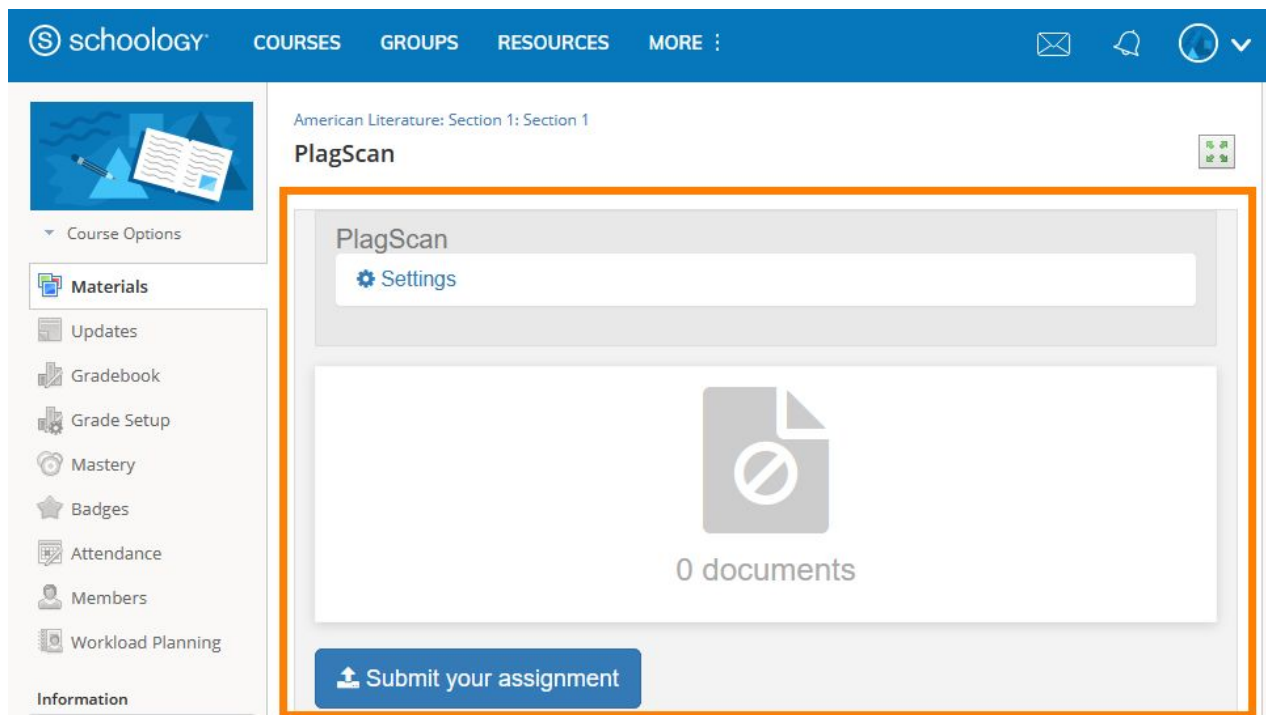 S schoology COURSES GROUPS RESOURCES MORE
American Literature: Section 1: Section 1
PlagScan
Course Options
Materials
Updates
Gradebook
Grade Setup
Mastery
Badges
Attendance
Members
Workload Planning
Information
PlagScan
Settings
0 documents
Submit your assignment